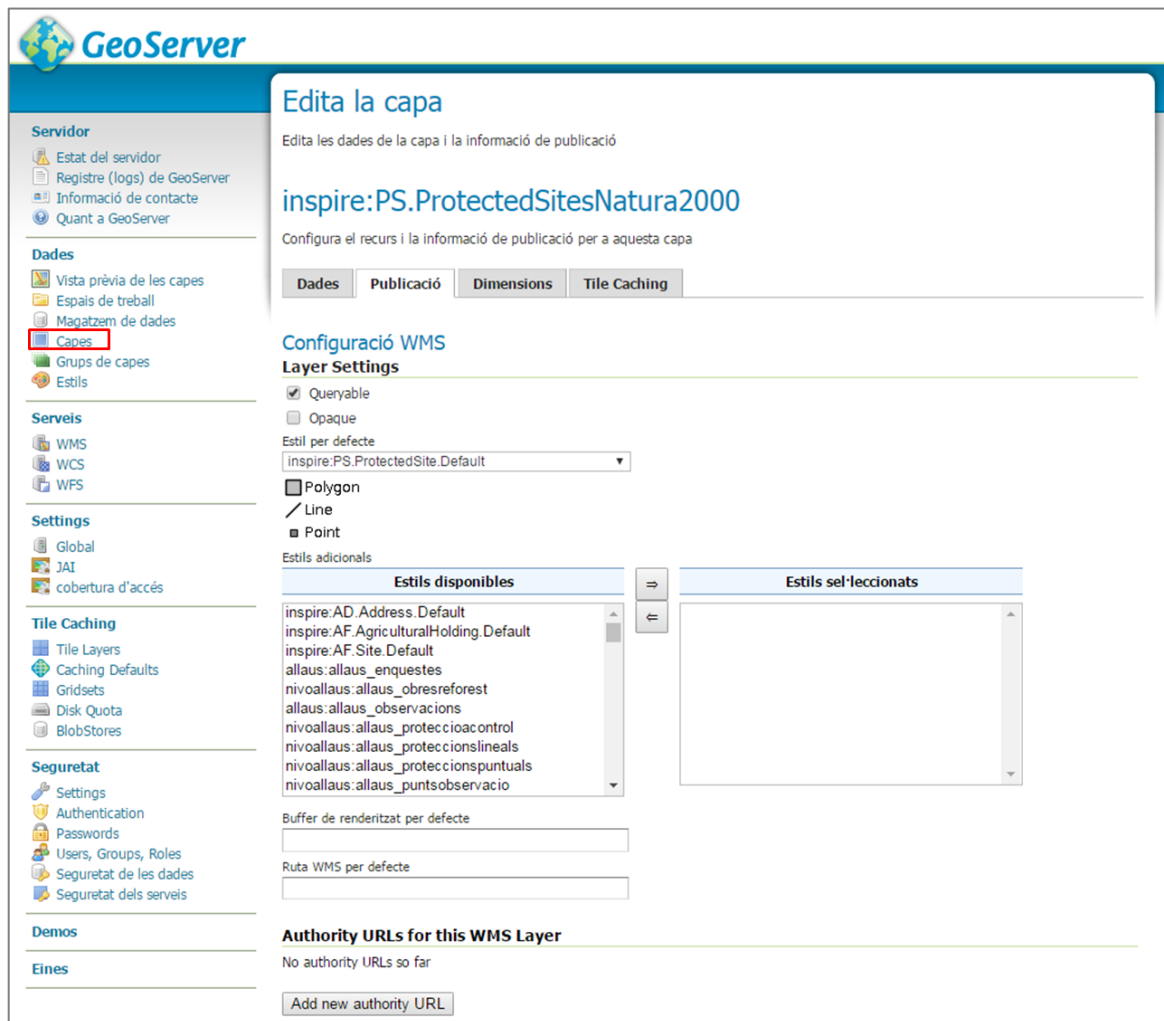 GeoServer
Servidor
Estat del servidor
Registre (logs) de GeoServer
Informació de contacte
Quant a GeoServer
Dades
Vista prèvia de les capes
Espais de treball
Magatzem de dades
Capes
Grups de capes
Estils
Serveis
WMS
WCS
WFS
Settings
Global
JAI
cobertura d'accés
Tile Caching
Tile Layers
Caching Defaults
Gridsets
Disk Quota
BlobStores
Seguretat
Settings
Authentication
Passwords
Users, Groups, Roles
Seguretat de les dades
Seguretat dels serveis
Demos
Eines
Edita la capa
Edita les dades de la capa i la informació de publicació
inspire:PS.ProtectedSitesNatura2000
Configura el recurs i la informació de publicació per a aquesta capa
Dades Publicació Dimensions Tile Caching
Configuració WMS
Layer Settings
Queryable
Opaque
Estil per defecte
inspire:PS.ProtectedSite.Default
Polygon
Line
Point
Estils adicionals
Estils disponibles ⇒ Estils sel·leccionats
⇐
inspire:AD.Address.Default
inspire:AF.AgriculturalHolding.Default
inspire:AF.Site.Default
allaus:allaus_enquestes
nivoallaus:allaus_obresreforest
allaus:allaus_observacions
nivoallaus:allaus_proteccioacontrol
nivoallaus:allaus_proteccionslineals
nivoallaus:allaus_proteccionspuntuals
nivoallaus:allaus_puntsobservacio
Buffer de renderitzat per defecte
Ruta WMS per defecte
Authority URLs for this WMS Layer
No authority URLs so far
Add new authority URL